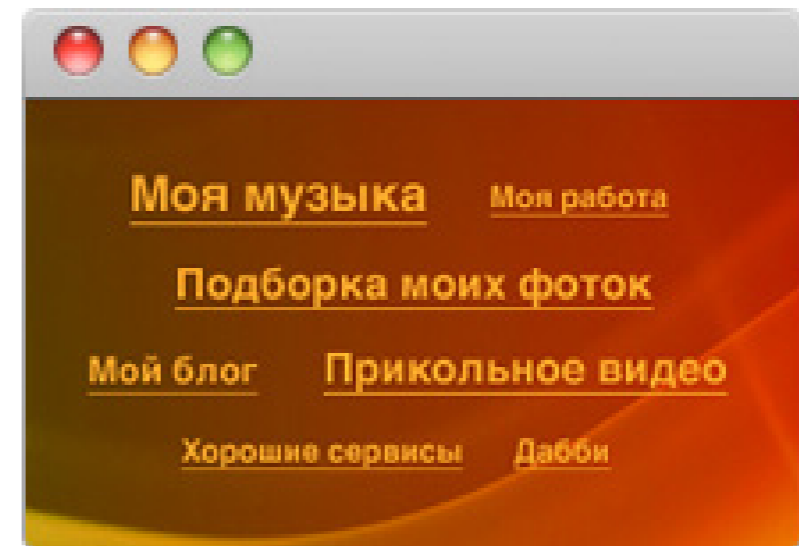 Моя музыка Моя работа
Подборка моих фоток
Мой блог Прикольное видео
Хорошие сервисы Дабби